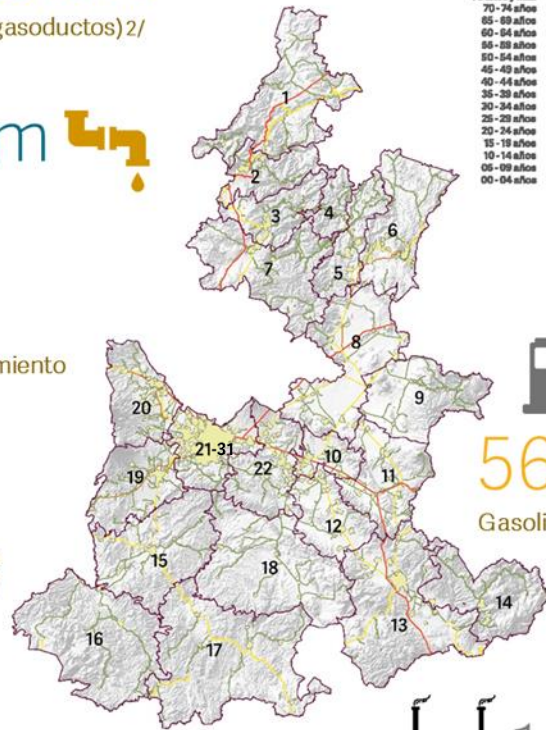 gasoductos) 2/
m
70-74 años
65-69 años
60-64 años
55-59 años
50-54 años
45-49 años
40-44 años
35-39 años
30-34 años
25-29 años
20-24 años
15-19 años
10-14 años
05-09 años
00-04 años
1
2
3
4
6
7
5
8
miento
20
9
21-31
10
56
19
22
11
Gasoli
12
15
18
14
16
17
13